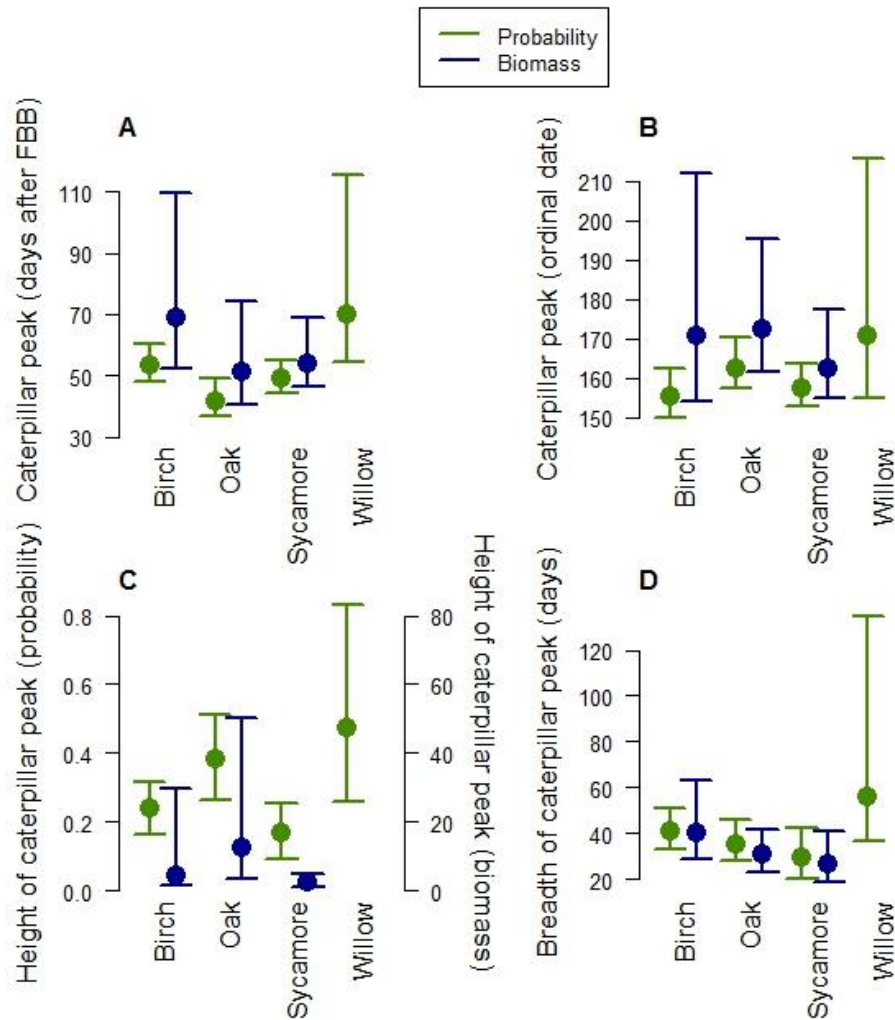 Probability
Biomass
A
Caterpillar peak (days after FBB)
110
90
70
50
30
Birch
Oak
Sycamore
Willow
B
Caterpillar peak (ordinal date)
210
200
190
180
170
160
150
Birch
Oak
Sycamore
Willow
C
Height of caterpillar peak (probability)
0.8
0.6
0.4
0.2
0.0
Birch
Oak
Sycamore
Willow
Height of caterpillar peak (biomass)
80
60
40
20
0
D
Breadth of caterpillar peak (days)
120
100
80
60
40
20
Birch
Oak
Sycamore
Willow